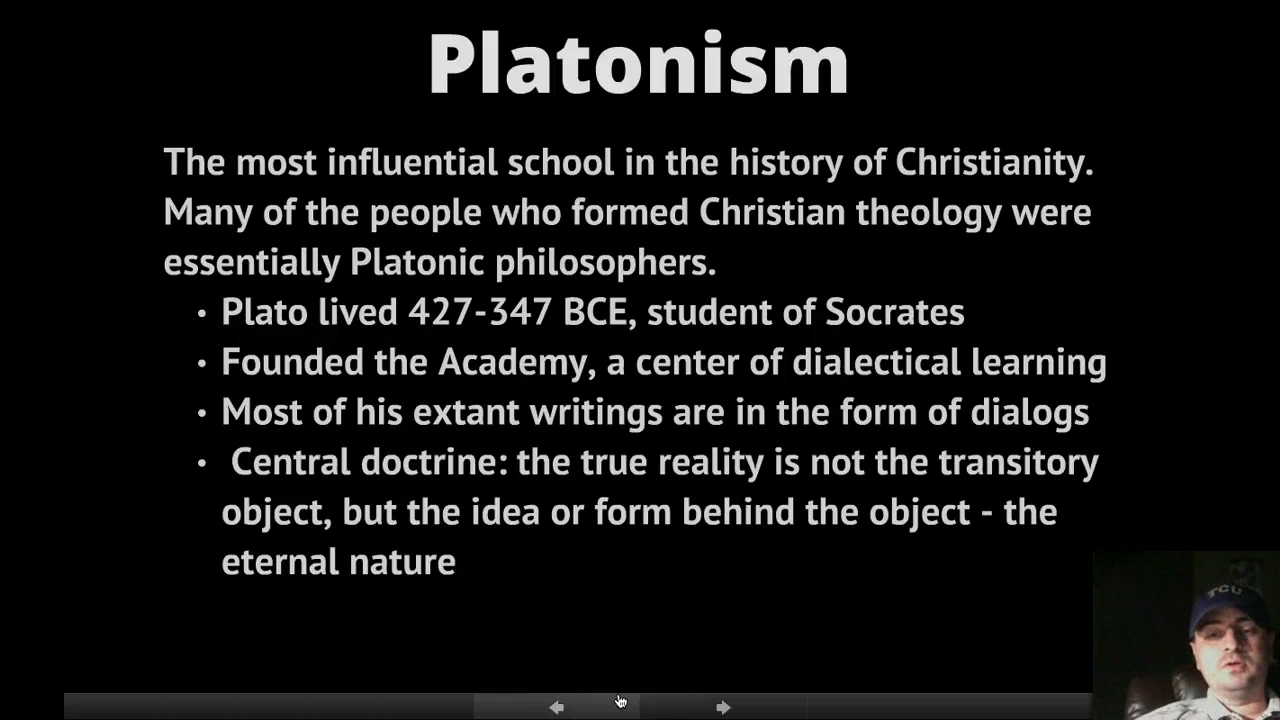 Platonism
The most influential school in the history of Christianity.
Many of the people who formed Christian theology were
essentially Platonic philosophers.
• Plato lived 427-347 BCE, student of Socrates
• Founded the Academy, a center of dialectical learning
• Most of his extant writings are in the form of dialogs
• Central doctrine: the true reality is not the transitory
object, but the idea or form behind the object - the
eternal nature
TCU